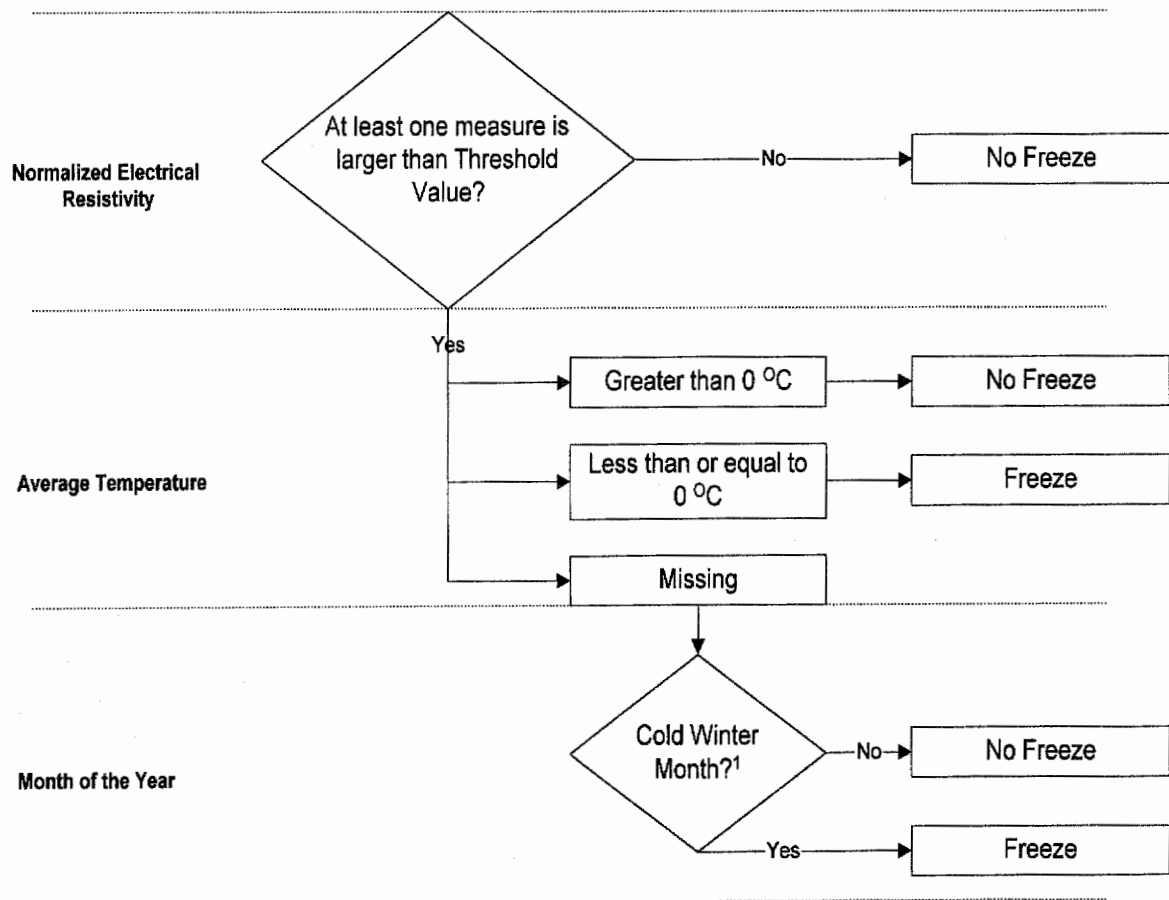 At least one measure is
larger than Threshold
Value?
No
No Freeze
Normalized Electrical
Resistivity
Yes
Greater than 0 ᴼC
No Freeze
Average Temperature
Less than or equal to
0 ᴼC
Freeze
Missing
Month of the Year
Cold Winter
Month?¹
No
No Freeze
Yes
Freeze